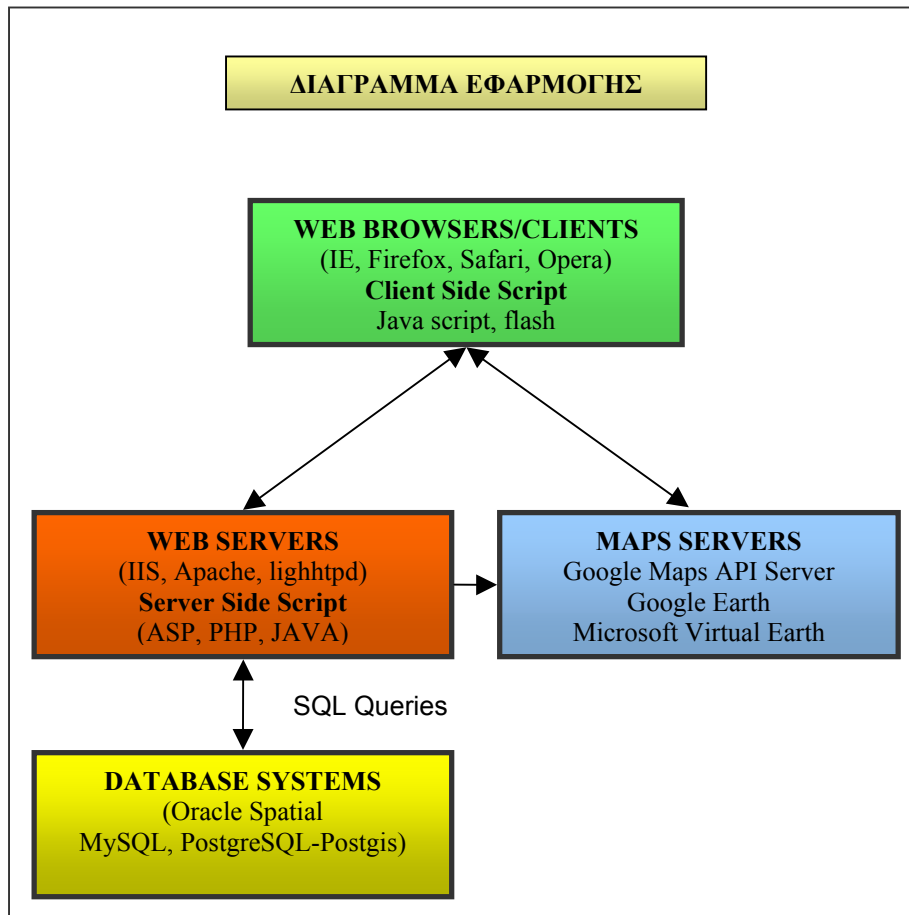 ΔΙΑΓΡΑΜΜΑ ΕΦΑΡΜΟΓΗΣ
WEB BROWSERS/CLIENTS
(IE, Firefox, Safari, Opera)
Client Side Script
Java script, flash
WEB SERVERS
(IIS, Apache, lighhtpd)
Server Side Script
(ASP, PHP, JAVA)
MAPS SERVERS
Google Maps API Server
Google Earth
Microsoft Virtual Earth
SQL Queries
DATABASE SYSTEMS
(Oracle Spatial
MySQL, PostgreSQL-Postgis)